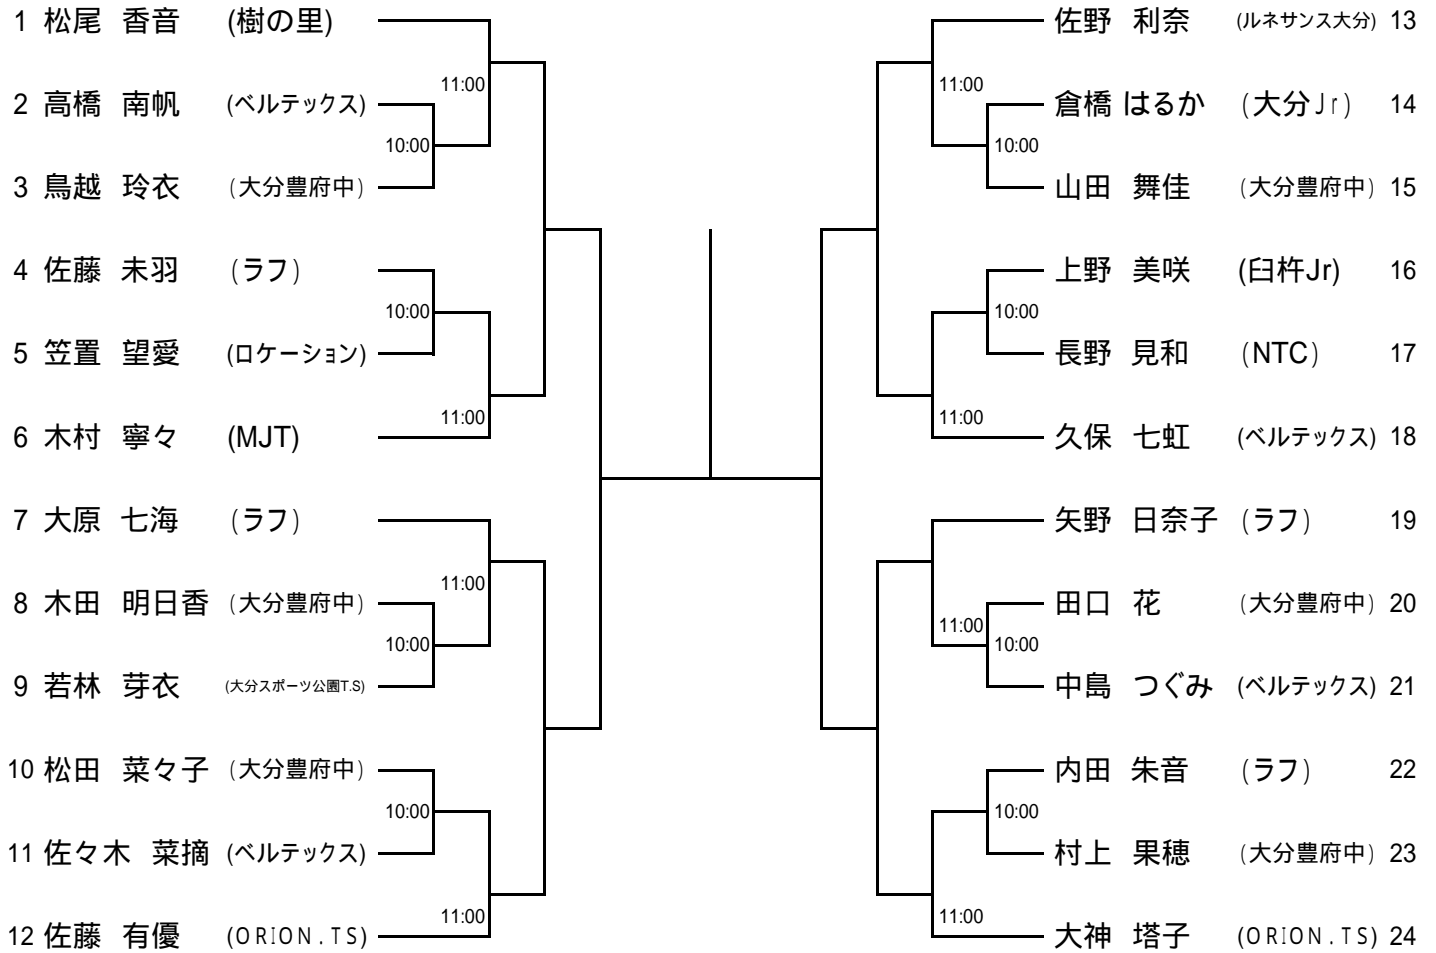 1 松尾 香音 (樹の里)
11:00
2 高橋 南帆 (ベルテックス)
10:00
3 鳥越 玲衣 (大分豊府中)
4 佐藤 未羽 (ラフ)
10:00
5 笠置 望愛 (ロケーション)
11:00
6 木村 寧々 (MJT)
7 大原 七海 (ラフ)
11:00
8 木田 明日香 (大分豊府中)
10:00
9 若林 芽衣 (大分スポーツ公園T.S)
10 松田 菜々子 (大分豊府中)
10:00
11 佐々木 菜摘 (ベルテックス)
11:00
12 佐藤 有優 (ORION.TS)
佐野 利奈 (ルネサンス大分) 13
11:00
倉橋 はるか (大分Jr) 14
10:00
山田 舞佳 (大分豊府中) 15
上野 美咲 (臼杵Jr) 16
10:00
長野 見和 (NTC) 17
11:00
久保 七虹 (ベルテックス) 18
矢野 日奈子 (ラフ) 19
田口 花 (大分豊府中) 20
11:00
10:00
中島 つぐみ (ベルテックス) 21
内田 朱音 (ラフ) 22
10:00
村上 果穂 (大分豊府中) 23
11:00
大神 塔子 (ORION.TS) 24